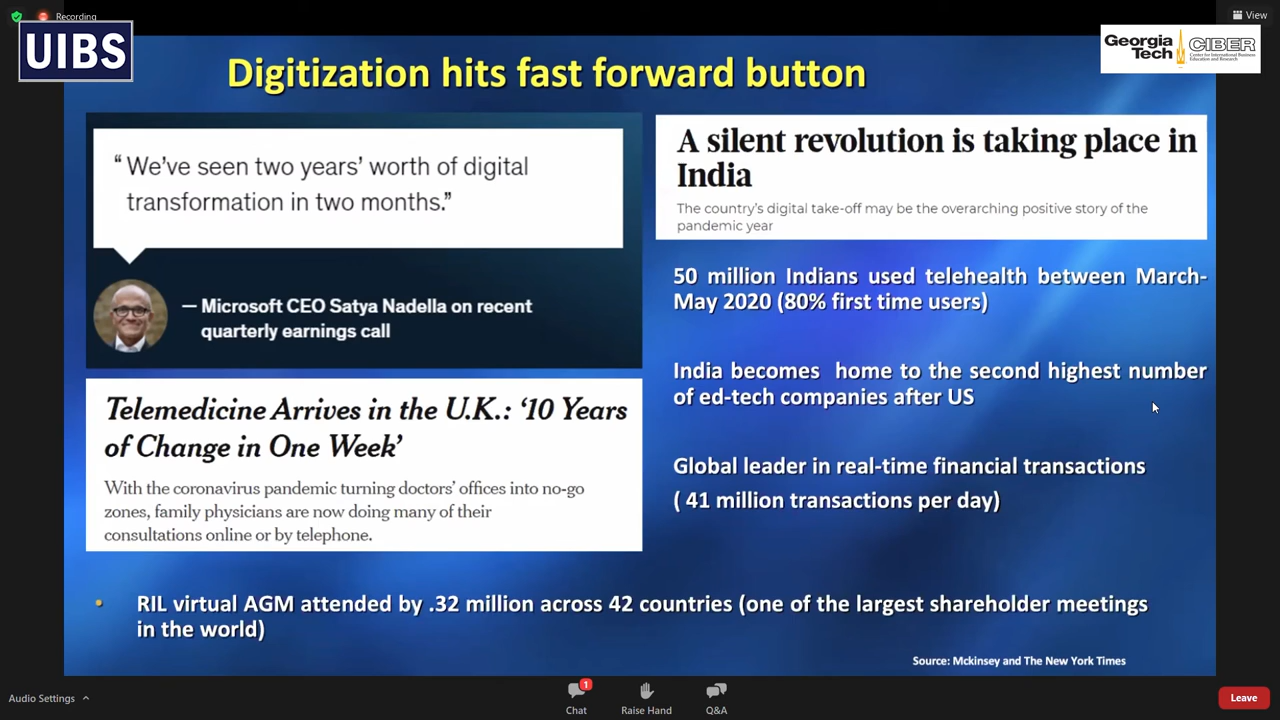 Recording
View
UIBS
Georgia
Tech
CIBER
Center for International Business
Education and Research
Digitization hits fast forward button
“ We’ve seen two years’ worth of digital
transformation in two months.”
— Microsoft CEO Satya Nadella on recent
quarterly earnings call
Telemedicine Arrives in the U.K.: ‘10 Years
of Change in One Week’
With the coronavirus pandemic turning doctors’ offices into no-go
zones, family physicians are now doing many of their
consultations online or by telephone.
A silent revolution is taking place in
India
The country’s digital take-off may be the overarching positive story of the
pandemic year
50 million Indians used telehealth between March-
May 2020 (80% first time users)
India becomes home to the second highest number
of ed-tech companies after US
Global leader in real-time financial transactions
( 41 million transactions per day)
• RIL virtual AGM attended by .32 million across 42 countries (one of the largest shareholder meetings
in the world)
Source: Mckinsey and The New York Times
Audio Settings
1
Chat
Raise Hand
Q&A
Leave